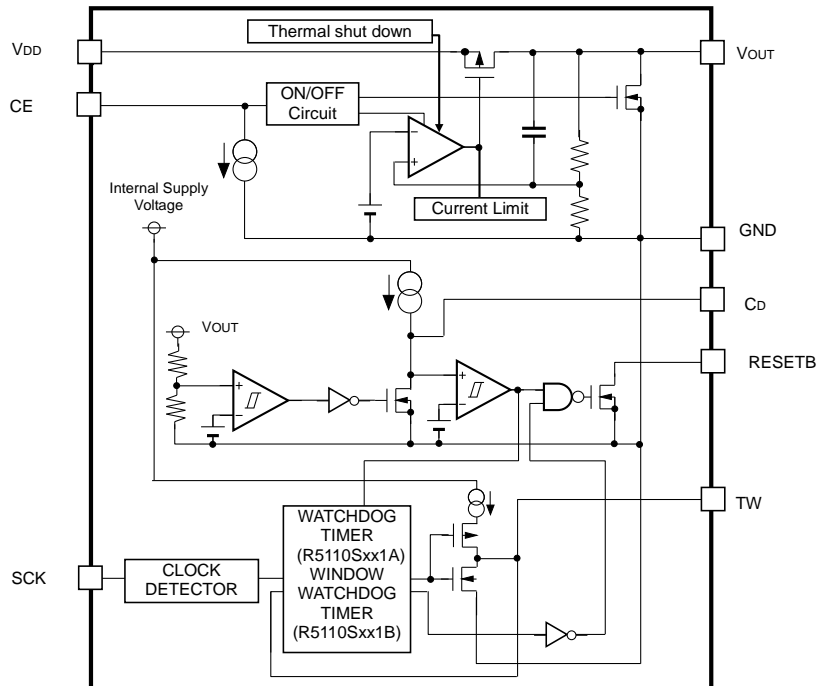 Thermal shut down
VDD
VOUT
CE
ON/OFF
Circuit
−
+
Internal Supply
Voltage
Current Limit
GND
CD
VOUT
RESETB
+
−
+
−
TW
WATCHDOG
TIMER
(R5110Sxx1A)
WINDOW
WATCHDOG
TIMER
(R5110Sxx1B)
SCK
CLOCK
DETECTOR